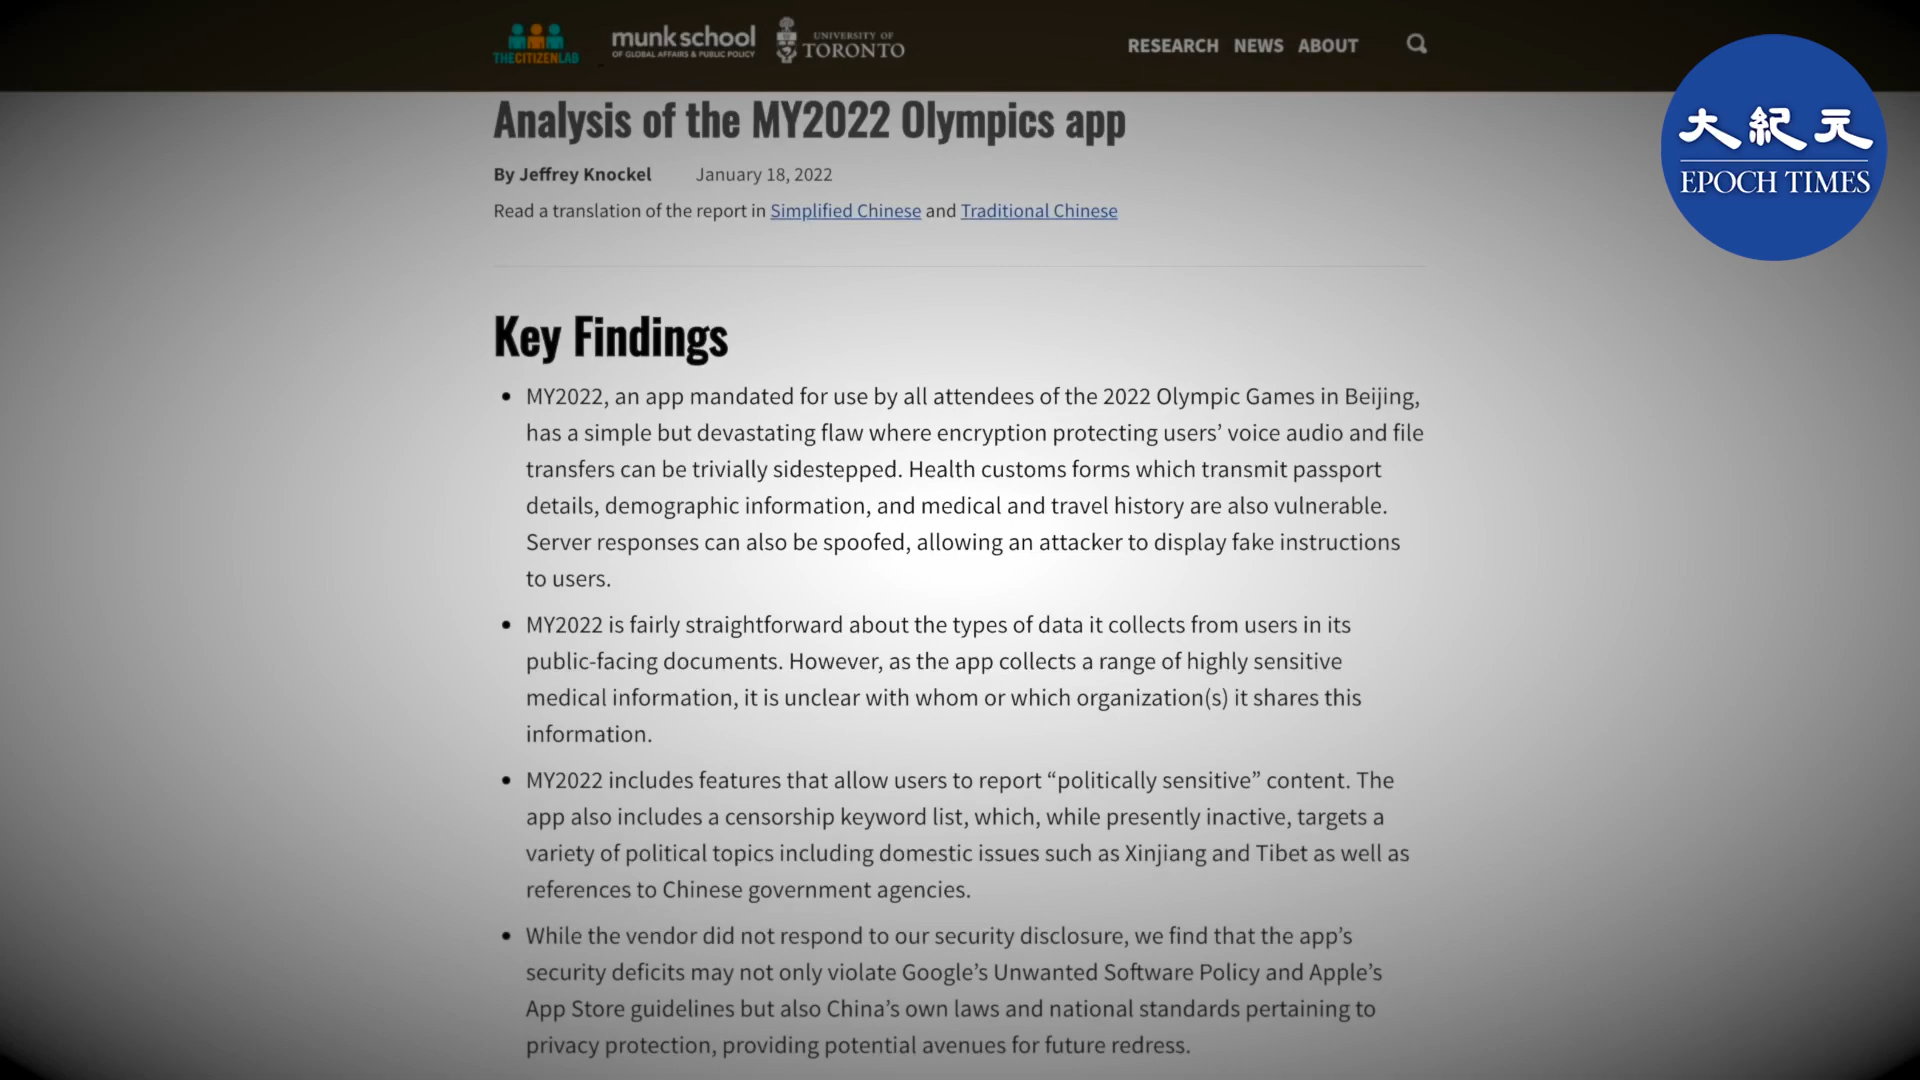 THECITIZENLAB
munk school
OF GLOBAL AFFAIRS & PUBLIC POLICY
UNIVERSITY OF
TORONTO
RESEARCH NEWS ABOUT
大紀元
EPOCH TIMES
Analysis of the MY2022 Olympics app
By Jeffrey Knockel January 18, 2022
Read a translation of the report in Simplified Chinese and Traditional Chinese
Key Findings
• MY2022, an app mandated for use by all attendees of the 2022 Olympic Games in Beijing,
has a simple but devastating flaw where encryption protecting users’ voice audio and file
transfers can be trivially sidestepped. Health customs forms which transmit passport
details, demographic information, and medical and travel history are also vulnerable.
Server responses can also be spoofed, allowing an attacker to display fake instructions
to users.
• MY2022 is fairly straightforward about the types of data it collects from users in its
public-facing documents. However, as the app collects a range of highly sensitive
medical information, it is unclear with whom or which organization(s) it shares this
information.
• MY2022 includes features that allow users to report “politically sensitive” content. The
app also includes a censorship keyword list, which, while presently inactive, targets a
variety of political topics including domestic issues such as Xinjiang and Tibet as well as
references to Chinese government agencies.
• While the vendor did not respond to our security disclosure, we find that the app’s
security deficits may not only violate Google’s Unwanted Software Policy and Apple’s
App Store guidelines but also China’s own laws and national standards pertaining to
privacy protection, providing potential avenues for future redress.